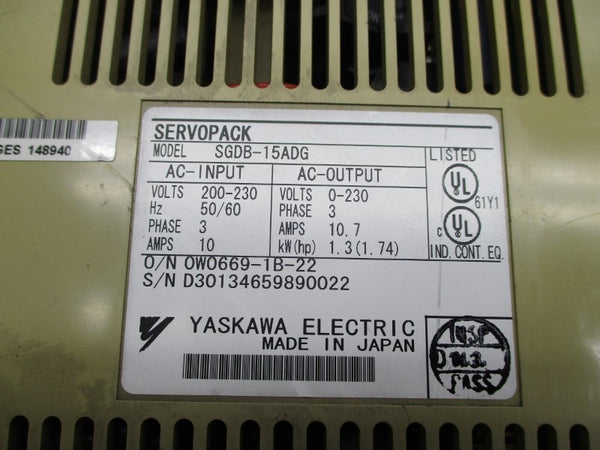 GES 148940
SERVOPACK
MODEL SGDB-15ADG
LISTED
AC-INPUT AC-OUTPUT
VOLTS 200-230 VOLTS 0-230
Hz 50/60 PHASE 3
PHASE 3 AMPS 10.7
AMPS 10 kW(hp) 1.3(1.74)
UL 61Y1
c UL
IND. CONT. EQ.
O/N OW0669-1B-22
S/N D30134659890022
YASKAWA ELECTRIC
MADE IN JAPAN
INSP
PASS